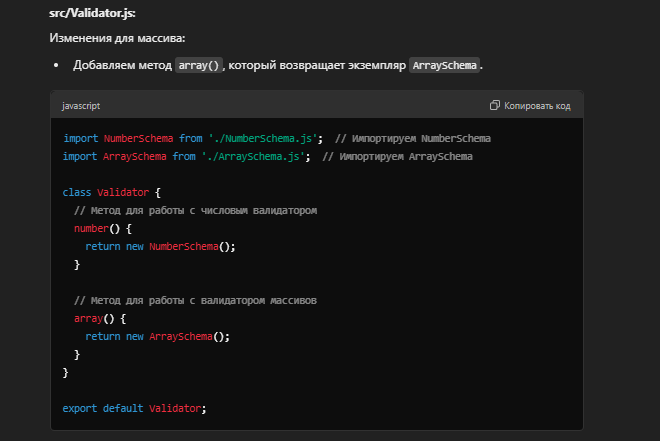 src/Validator.js:
Изменения для массива:
• Добавляем метод array(), который возвращает экземпляр ArraySchema.
javascript
Копировать код
import NumberSchema from './NumberSchema.js';  // Импортируем NumberSchema
import ArraySchema from './ArraySchema.js';  // Импортируем ArraySchema
class Validator {
  // Метод для работы с числовым валидатором
  number() {
    return new NumberSchema();
  }
  // Метод для работы с валидатором массивов
  array() {
    return new ArraySchema();
  }
}
export default Validator;